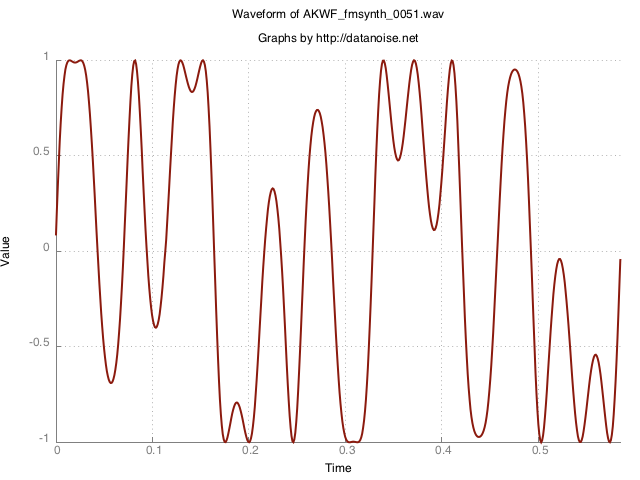 Waveform of AKWF_fmsynth_0051.wav
Graphs by http://datanoise.net
1
0.5
0
-0.5
-1
Value
0
0.1
0.2
0.3
0.4
0.5
Time